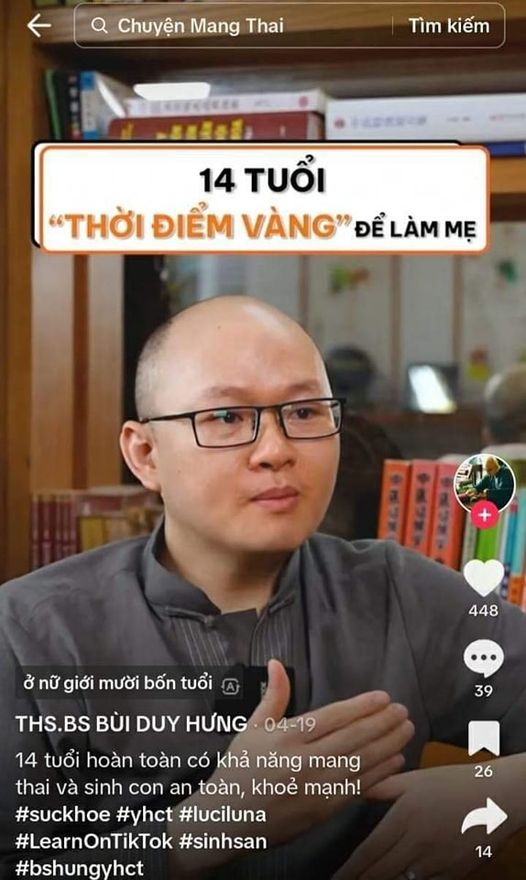 Chuyện Mang Thai
Tìm kiếm
14 TUỔI
“THỜI ĐIỂM VÀNG” ĐỂ LÀM MẸ
448
39
26
14
ở nữ giới mười bốn tuổi
THS.BS BÙI DUY HƯNG · 04-19
14 tuổi hoàn toàn có khả năng mang
thai và sinh con an toàn, khoẻ mạnh!
#suckhoe #yhct #luciluna
#LearnOnTikTok #sinhsan
#bshungyhct